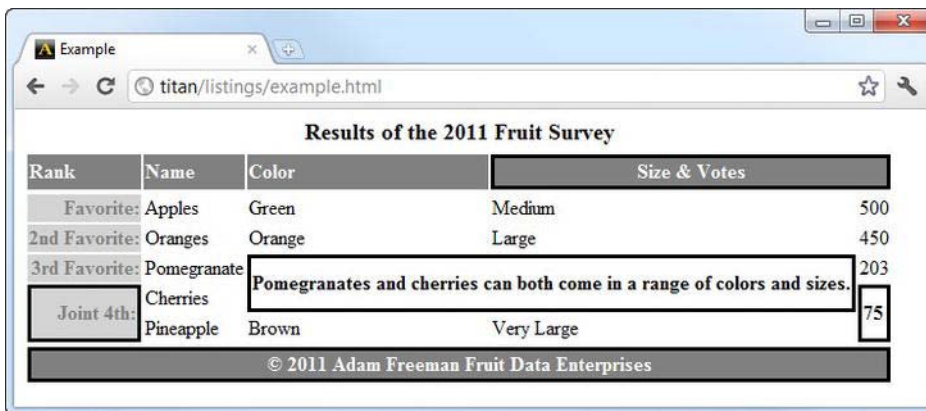 Example
titan/listings/example.html
Results of the 2011 Fruit Survey
Rank Name Color Size & Votes
Favorite: Apples Green Medium 500
2nd Favorite: Oranges Orange Large 450
3rd Favorite: Pomegranate Pomegranates and cherries can both come in a range of colors and sizes. 203
Joint 4th: Cherries 75
Pineapple Brown Very Large
© 2011 Adam Freeman Fruit Data Enterprises